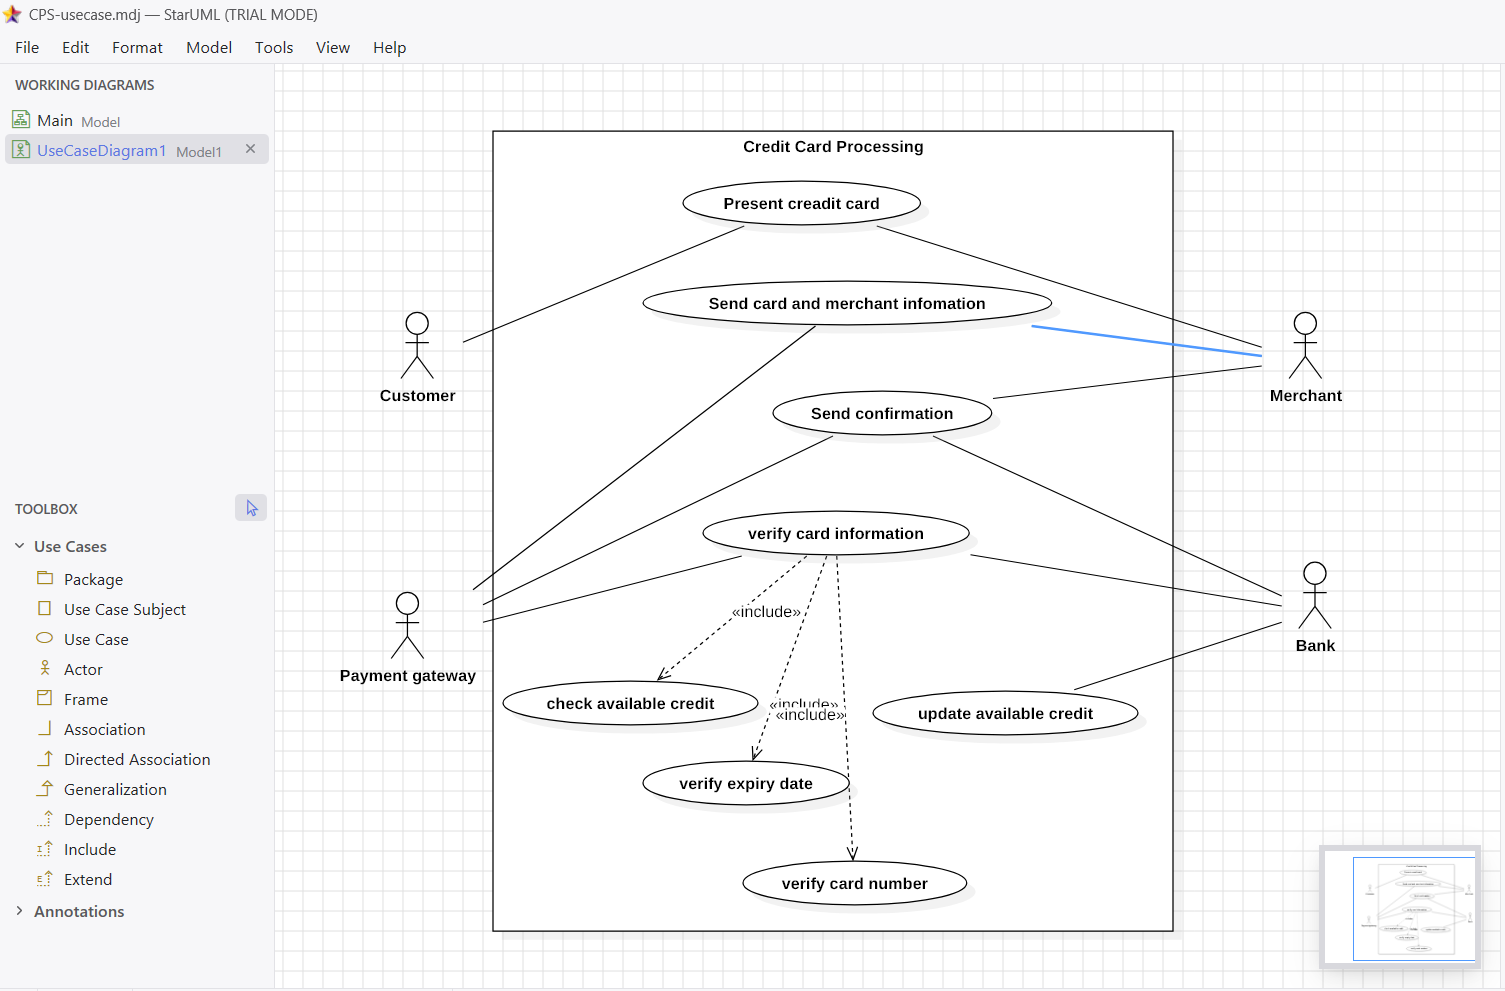 CPS-usecase.mdj — StarUML (TRIAL MODE)
File Edit Format Model Tools View Help
WORKING DIAGRAMS
Main Model
UseCaseDiagram1 Model1
TOOLBOX
Use Cases
Package
Use Case Subject
Use Case
Actor
Frame
Association
Directed Association
Generalization
Dependency
Include
Extend
Annotations
Credit Card Processing
Present creadit card
Send card and merchant infomation
Customer
Merchant
Send confirmation
verify card information
«include»
Payment gateway
Bank
check available credit
«include»
«include»
update available credit
verify expiry date
verify card number